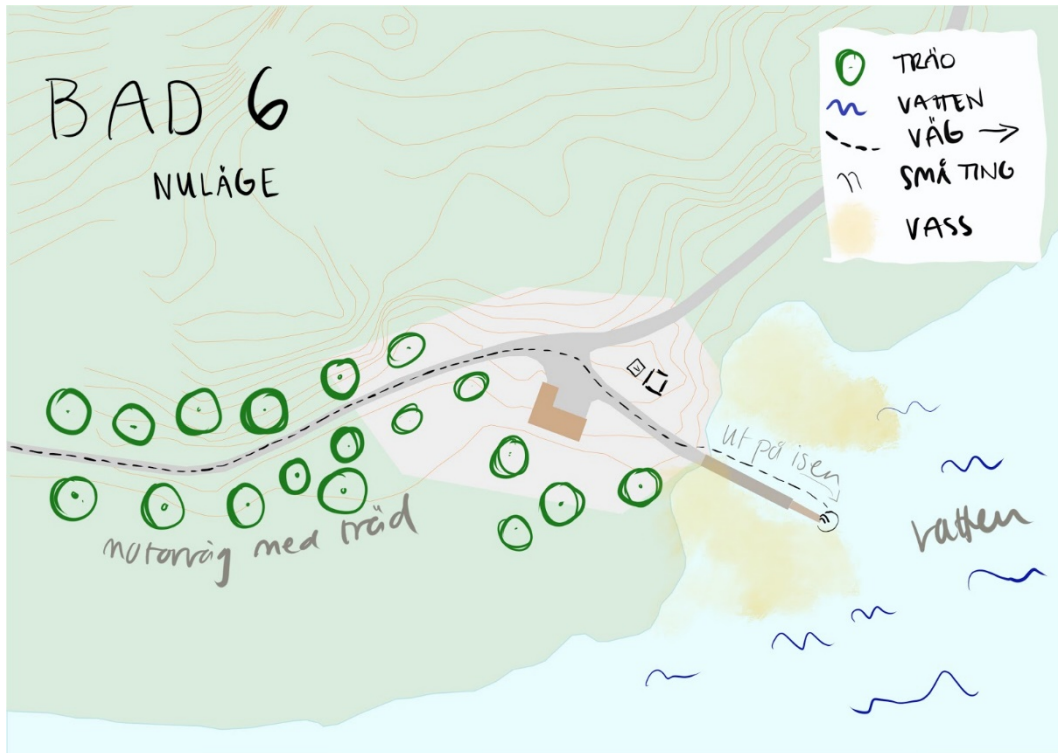 BAD 6
NULÄGE
TRÄD
VATTEN
VÄG →
SMÅ TING
VASS
ut på isen
vatten
motorväg med träd
V